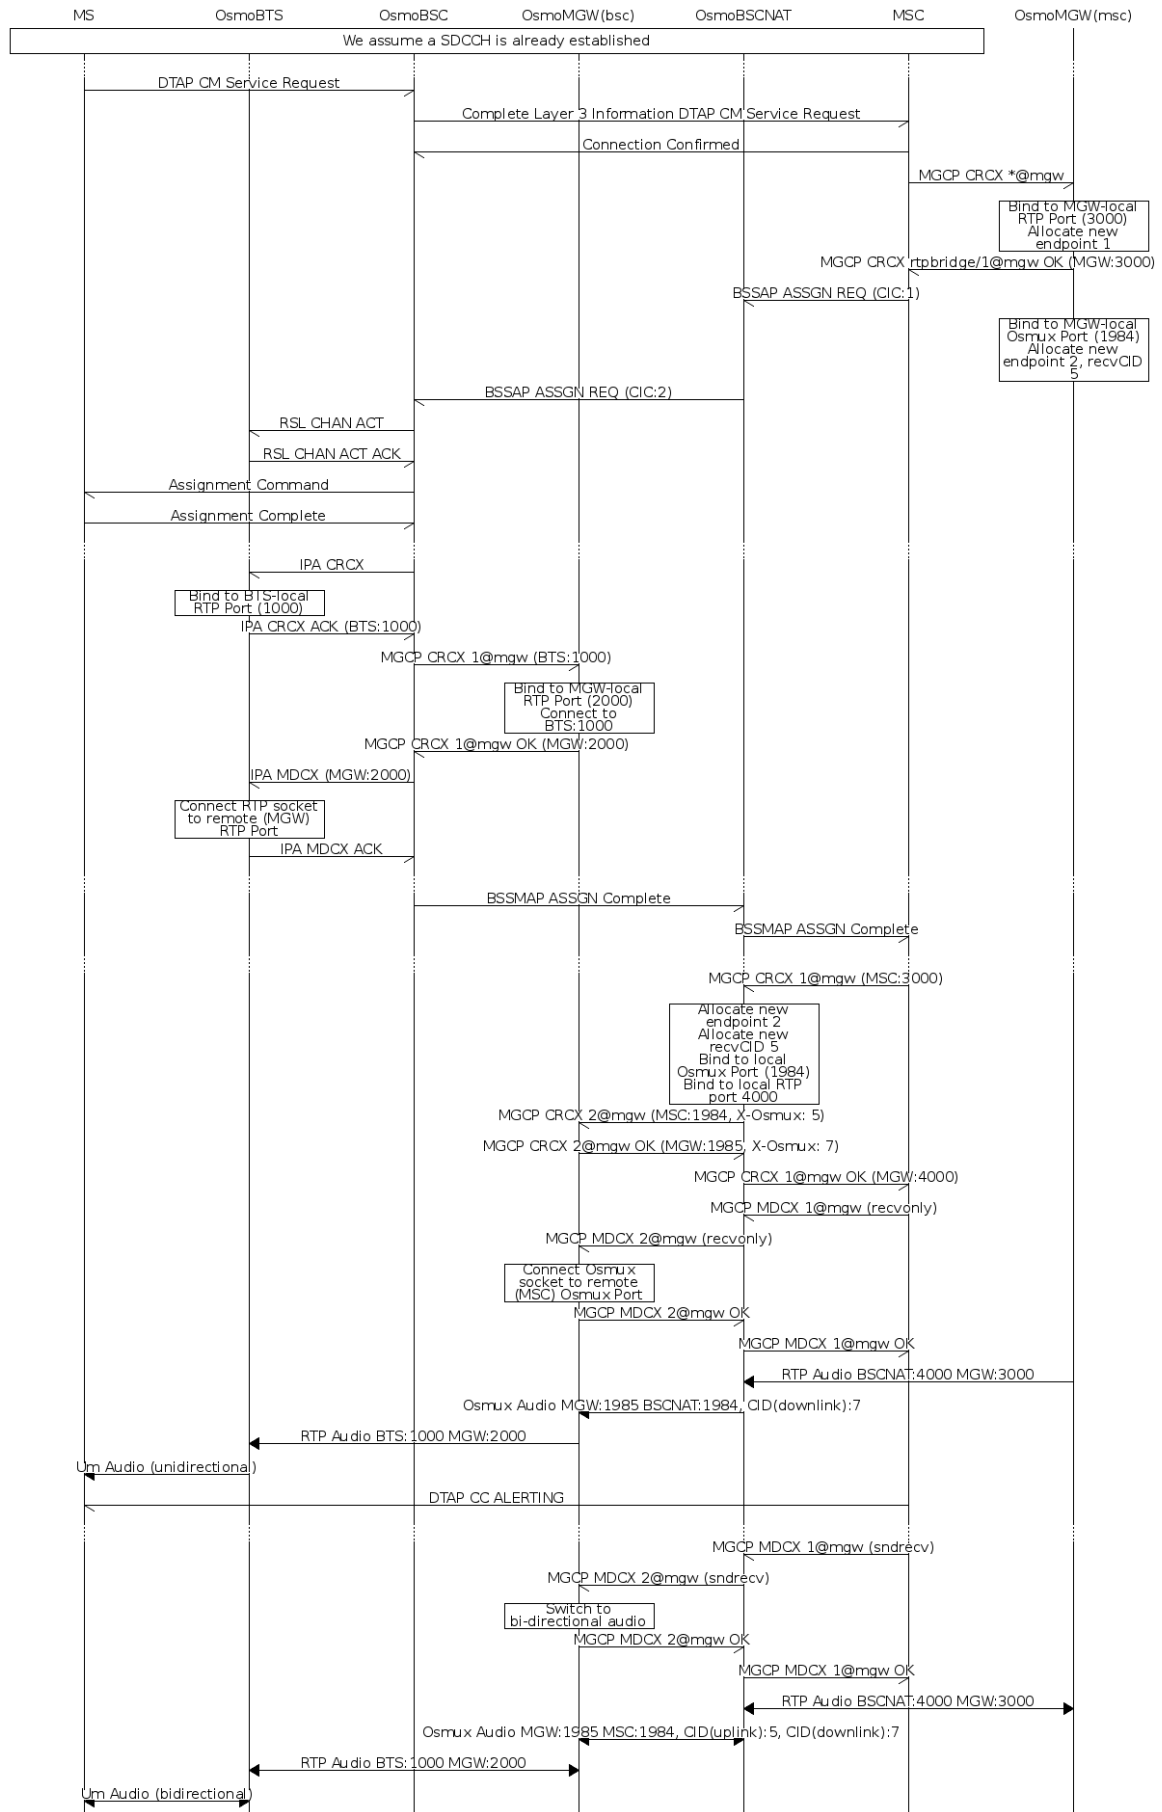 MS OsmoBTS OsmoBSC OsmoMGW(bsc) OsmoBSCNAT MSC OsmoMGW(msc)
We assume a SDCCH is already established
DTAP CM Service Request
Complete Layer 3 Information DTAP CM Service Request
Connection Confirmed
MGCP CRCX *@mgw
Bind to MGW-local
RTP Port (3000)
Allocate new
endpoint 1
MGCP CRCX rtpbridge/1@mgw OK (MGW:3000)
BSSAP ASSGN REQ (CIC:1)
Bind to MGW-local
Osmux Port (1984)
Allocate new
endpoint 2, recvCID
5
BSSAP ASSGN REQ (CIC:2)
RSL CHAN ACT
RSL CHAN ACT ACK
Assignment Command
Assignment Complete
IPA CRCX
Bind to BTS-local
RTP Port (1000)
IPA CRCX ACK (BTS:1000)
MGCP CRCX 1@mgw (BTS:1000)
Bind to MGW-local
RTP Port (2000)
Connect to
BTS:1000
MGCP CRCX 1@mgw OK (MGW:2000)
IPA MDCX (MGW:2000)
Connect RTP socket
to remote (MGW)
RTP Port
IPA MDCX ACK
BSSMAP ASSGN Complete
BSSMAP ASSGN Complete
MGCP CRCX 1@mgw (MSC:3000)
Allocate new
endpoint 2
Allocate new
recvCID 5
Bind to local
Osmux Port (1984)
Bind to local RTP
port 4000
MGCP CRCX 2@mgw (MSC:1984, X-Osmux: 5)
MGCP CRCX 2@mgw OK (MGW:1985, X-Osmux: 7)
MGCP CRCX 1@mgw OK (MGW:4000)
MGCP MDCX 1@mgw (recvonly)
MGCP MDCX 2@mgw (recvonly)
Connect Osmux
socket to remote
(MSC) Osmux Port
MGCP MDCX 2@mgw OK
MGCP MDCX 1@mgw OK
RTP Audio BSCNAT:4000 MGW:3000
Osmux Audio MGW:1985 BSCNAT:1984, CID(downlink):7
RTP Audio BTS:1000 MGW:2000
Um Audio (unidirectional)
DTAP CC ALERTING
MGCP MDCX 1@mgw (sndrecv)
MGCP MDCX 2@mgw (sndrecv)
Switch to
bi-directional audio
MGCP MDCX 2@mgw OK
MGCP MDCX 1@mgw OK
RTP Audio BSCNAT:4000 MGW:3000
Osmux Audio MGW:1985 MSC:1984, CID(uplink):5, CID(downlink):7
RTP Audio BTS:1000 MGW:2000
Um Audio (bidirectional)